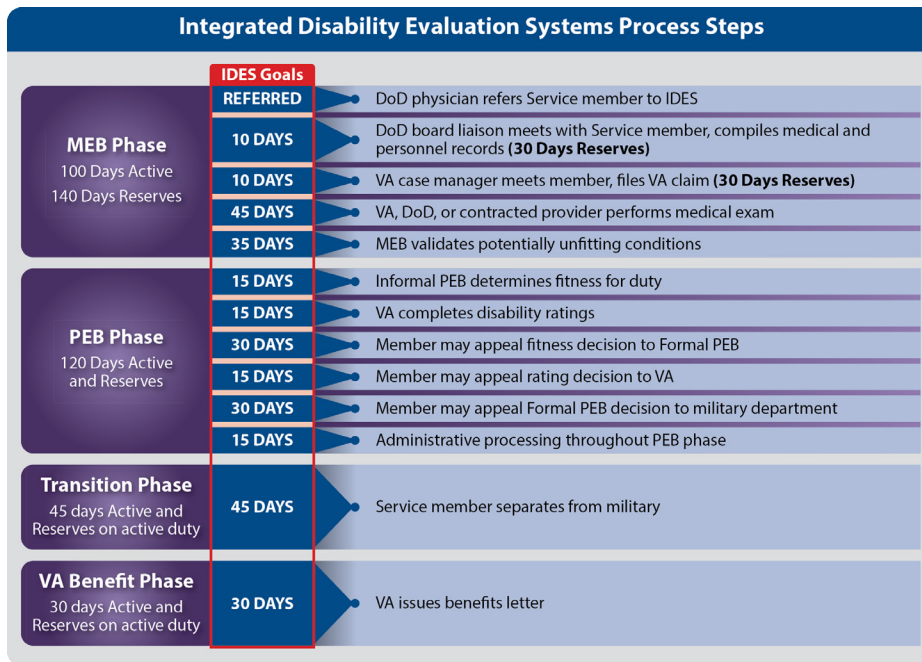 Integrated Disability Evaluation Systems Process Steps
IDES Goals
MEB Phase
100 Days Active
140 Days Reserves
REFERRED
DoD physician refers Service member to IDES
10 DAYS
DoD board liaison meets with Service member, compiles medical and
personnel records (30 Days Reserves)
10 DAYS
VA case manager meets member, files VA claim (30 Days Reserves)
45 DAYS
VA, DoD, or contracted provider performs medical exam
35 DAYS
MEB validates potentially unfitting conditions
PEB Phase
120 Days Active
and Reserves
15 DAYS
Informal PEB determines fitness for duty
15 DAYS
VA completes disability ratings
30 DAYS
Member may appeal fitness decision to Formal PEB
15 DAYS
Member may appeal rating decision to VA
30 DAYS
Member may appeal Formal PEB decision to military department
15 DAYS
Administrative processing throughout PEB phase
Transition Phase
45 days Active and
Reserves on active duty
45 DAYS
Service member separates from military
VA Benefit Phase
30 days Active and
Reserves on active duty
30 DAYS
VA issues benefits letter